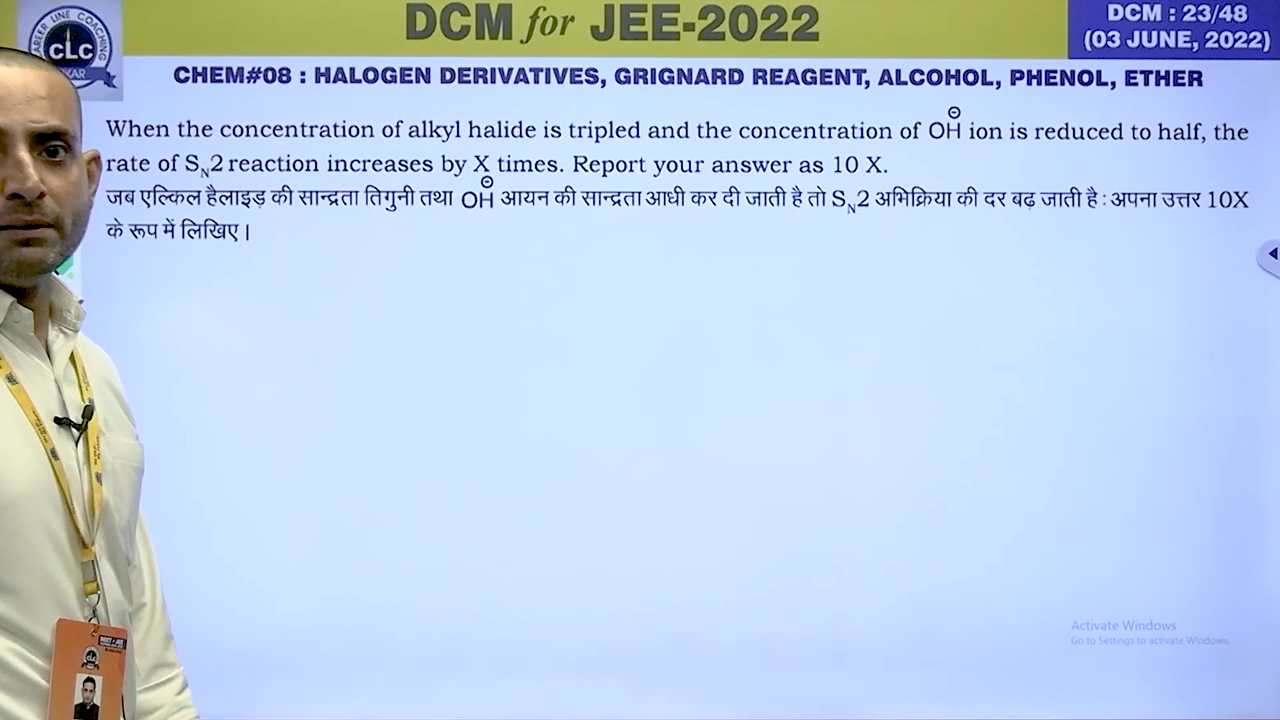 CAREER LINE COACHING
CLC
DCM for JEE-2022
DCM : 23/48
(03 JUNE, 2022)
CHEM#08 : HALOGEN DERIVATIVES, GRIGNARD REAGENT, ALCOHOL, PHENOL, ETHER
When the concentration of alkyl halide is tripled and the concentration of OH⊖ ion is reduced to half, the
rate of SN2 reaction increases by X times. Report your answer as 10 X.
जब एल्किल हैलाइड की सान्द्रता तिगुनी तथा OH⊖ आयन की सान्द्रता आधी कर दी जाती है तो SN2 अभिक्रिया की दर बढ़ जाती है : अपना उत्तर 10X
के रूप में लिखिए।
Activate Windows
Go to Settings to activate Windows.
CLC